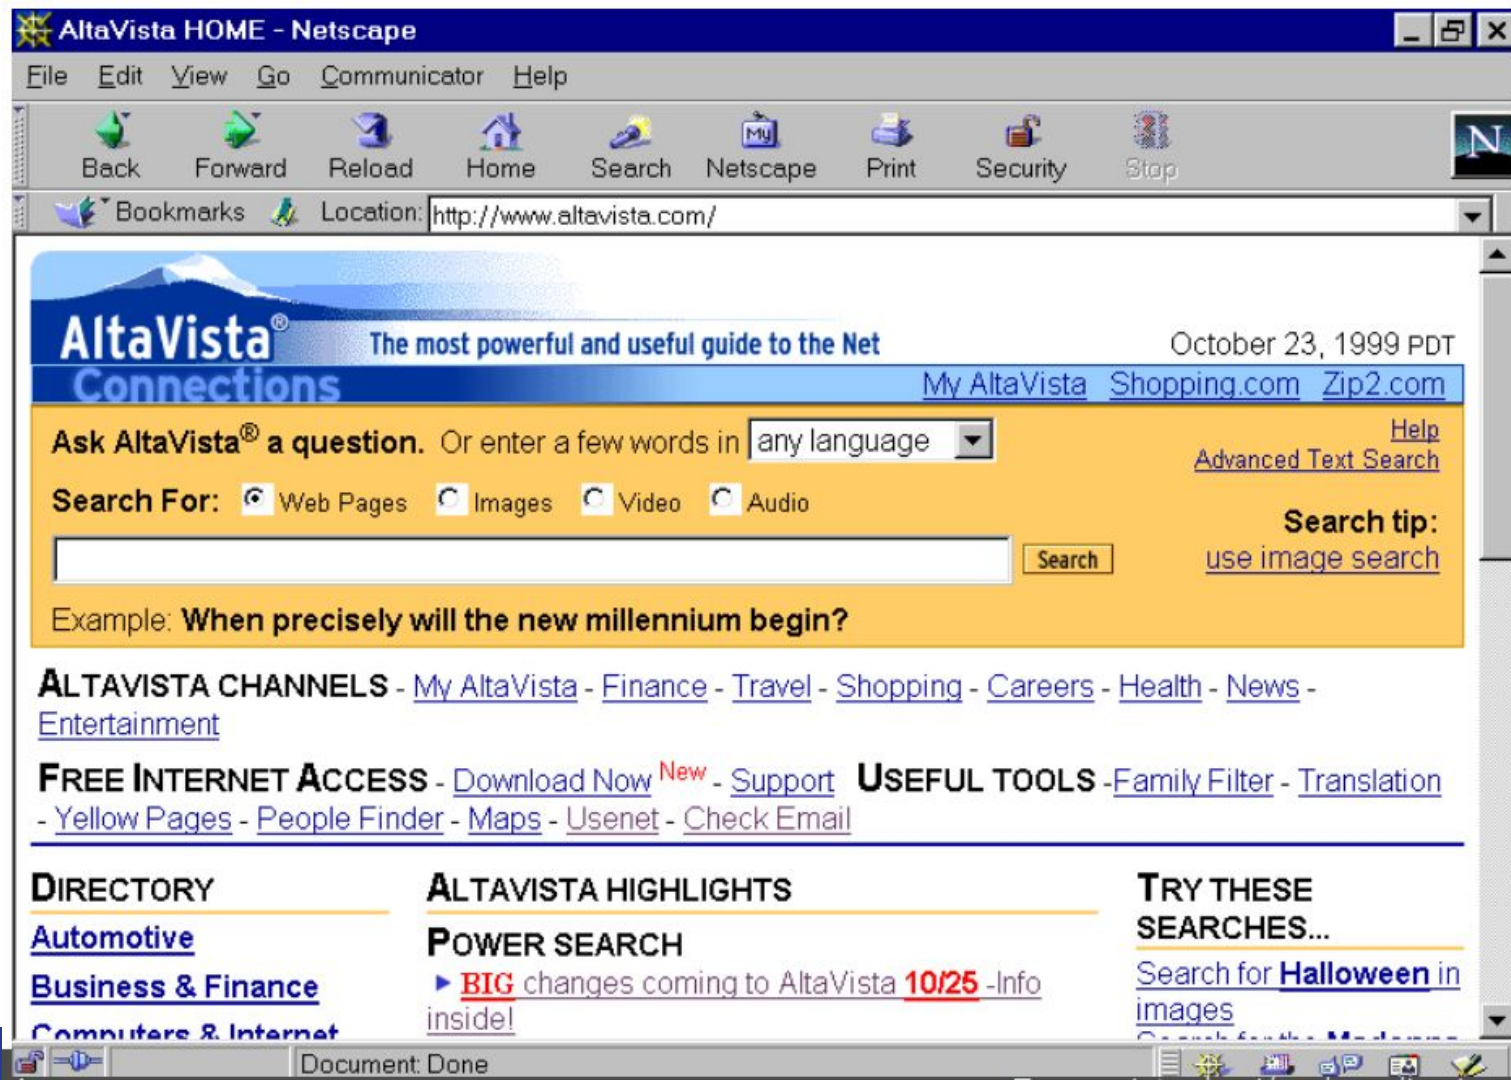 AltaVista HOME - Netscape
File Edit View Go Communicator Help
Back Forward Reload Home Search My Netscape Print Security Stop
N
Bookmarks Location: http://www.altavista.com/
AltaVista® The most powerful and useful guide to the Net October 23, 1999 PDT
Connections My AltaVista Shopping.com Zip2.com
Ask AltaVista® a question. Or enter a few words in any language Help
Advanced Text Search
Search For: Web Pages Images Video Audio
Search tip:
Search use image search
Example: When precisely will the new millennium begin?
ALTAVISTA CHANNELS - My AltaVista - Finance - Travel - Shopping - Careers - Health - News -
Entertainment
FREE INTERNET ACCESS - Download Now New - Support USEFUL TOOLS -Family Filter - Translation
- Yellow Pages - People Finder - Maps - Usenet - Check Email
DIRECTORY
Automotive
Business & Finance
Computers & Internet
ALTAVISTA HIGHLIGHTS
POWER SEARCH
BIG changes coming to AltaVista 10/25 -Info
inside!
TRY THESE
SEARCHES...
Search for Halloween in
images
Search for the
Document: Done